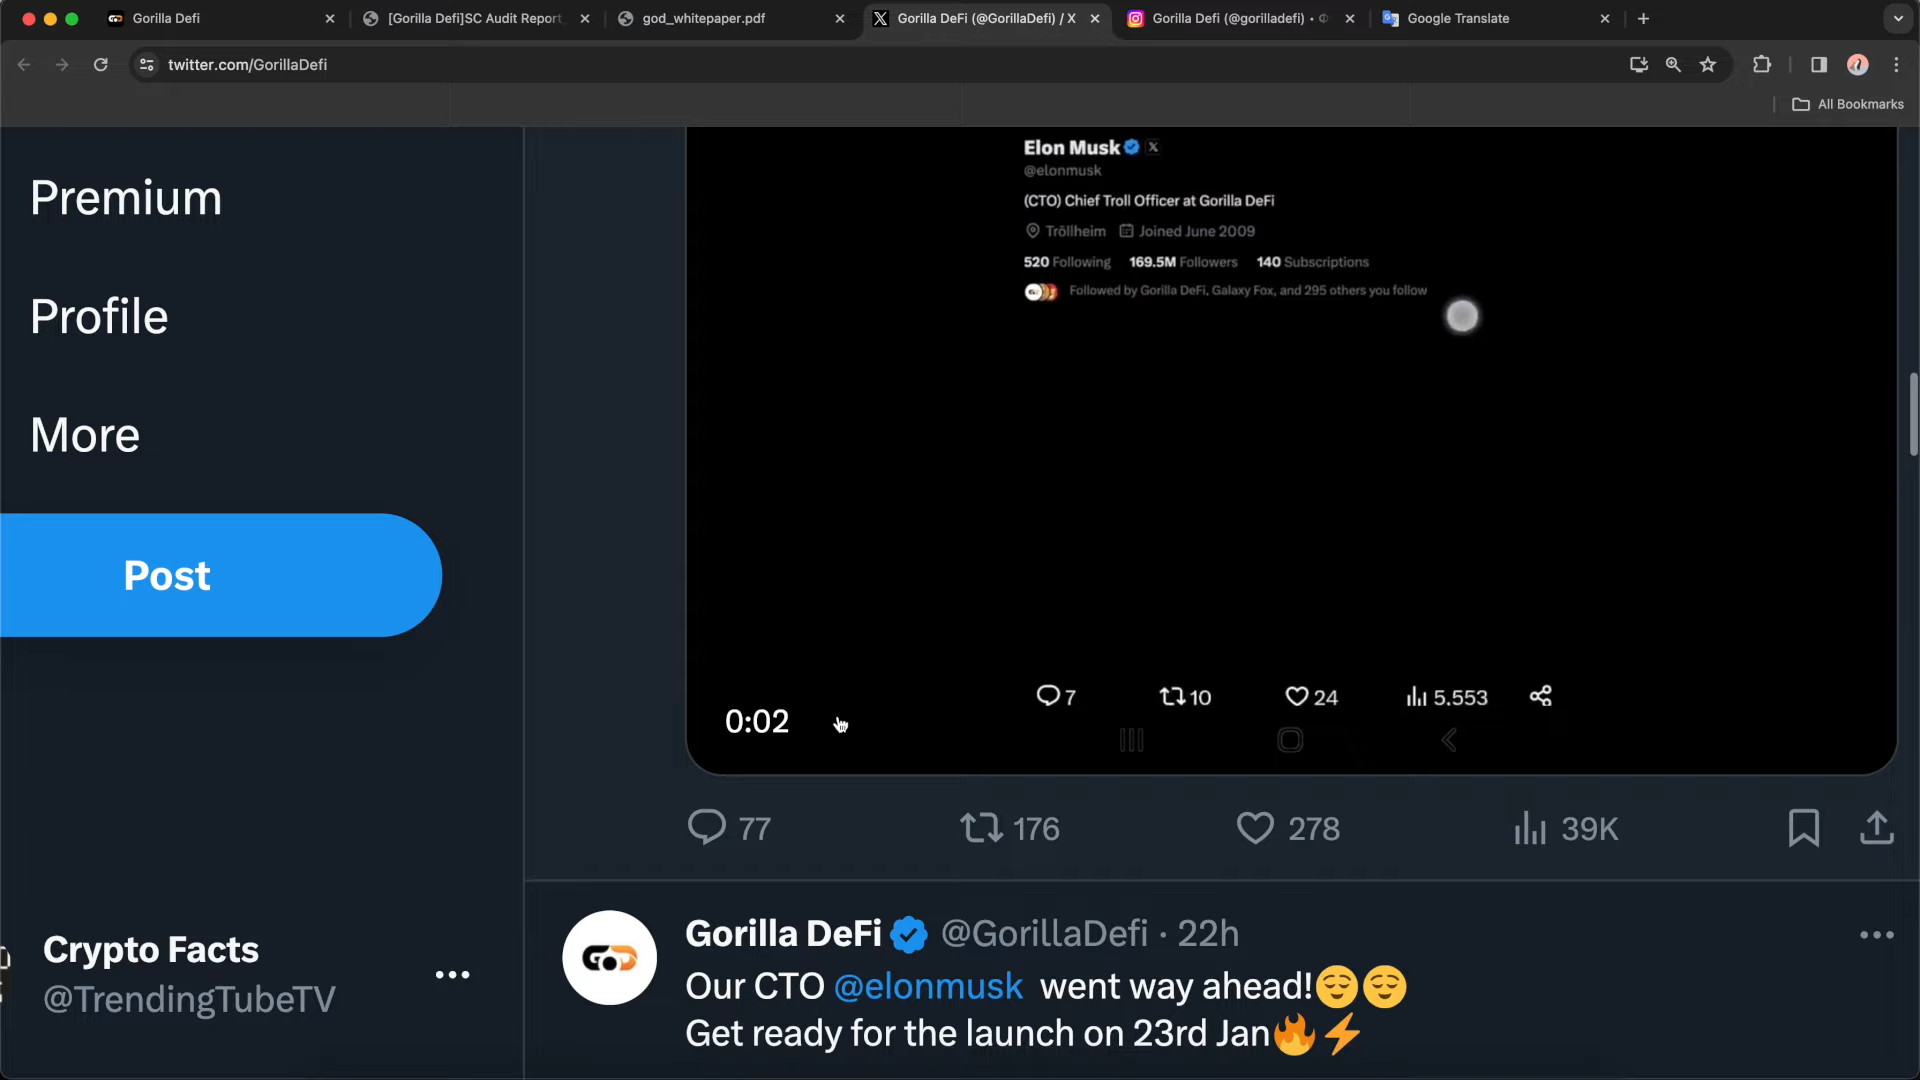 Gorilla Defi
[Gorilla Defi]SC Audit Report
god_whitepaper.pdf
Gorilla DeFi (@GorillaDefi) / X
Gorilla Defi (@gorilladefi) •
Google Translate
twitter.com/GorillaDefi
All Bookmarks
Premium
Profile
More
Post
Crypto Facts
@TrendingTubeTV
Elon Musk
@elonmusk
(CTO) Chief Troll Officer at Gorilla DeFi
Tröllheim Joined June 2009
520 Following 169.5M Followers 140 Subscriptions
Followed by Gorilla DeFi, Galaxy Fox, and 295 others you follow
7 10 24 5.553
0:02
77 176 278 39K
GOD
Gorilla DeFi @GorillaDefi · 22h
Our CTO @elonmusk went way ahead!😌😌
Get ready for the launch on 23rd Jan🔥⚡